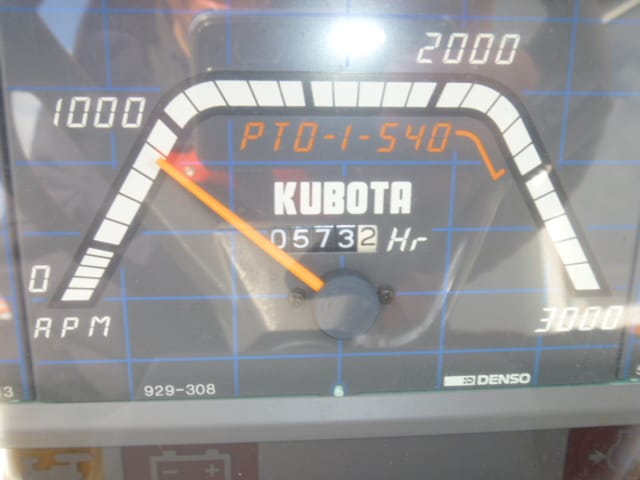 2000
1000
PTO-1-540
KUBOTA
05732 Hr
0
RPM
3000
929-308
DENSO